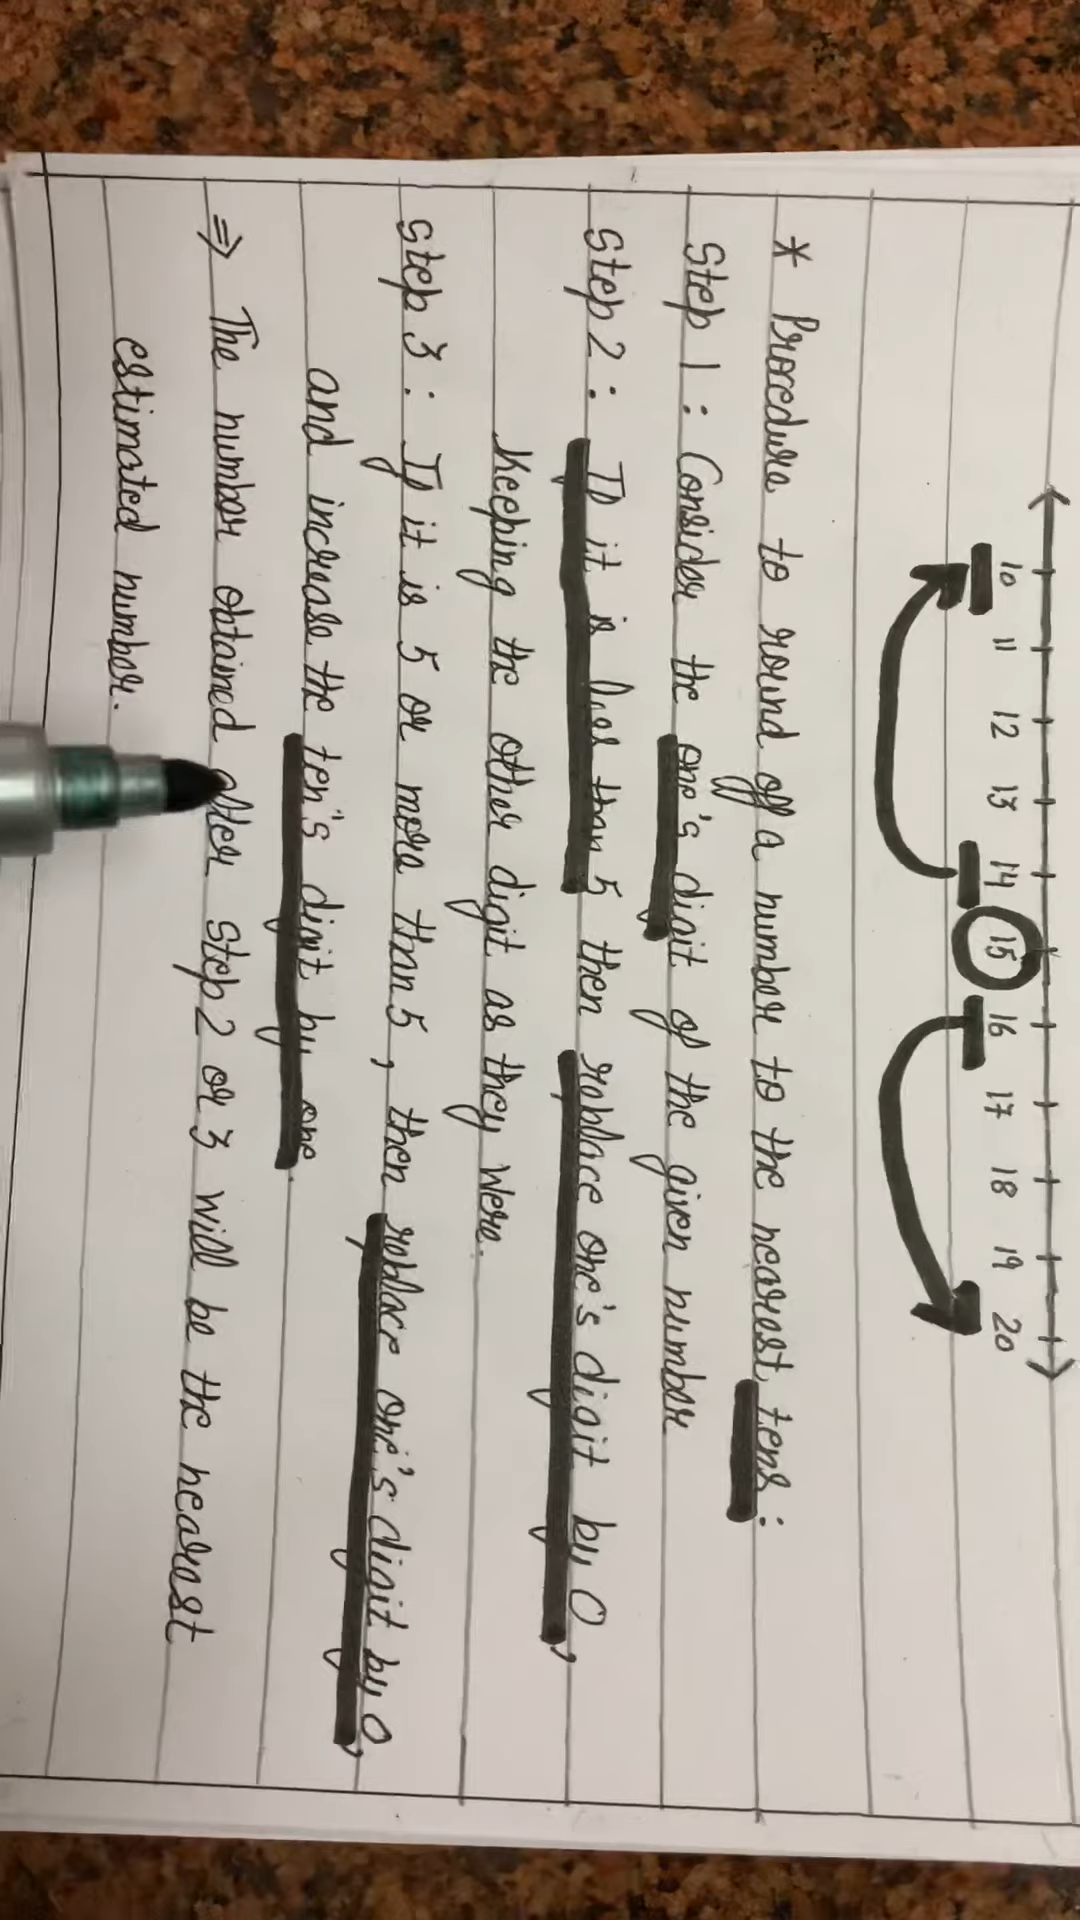 10 11 12 13 14 15 16 17 18 19 20
* Procedure to round off a number to the nearest tens:
Step 1 : Consider the one's digit of the given number
Step 2 : If it is less than 5 then replace one's digit by 0,
Keeping the other digit as they were.
Step 3 : If it is 5 or more than 5, then replace one's digit by 0,
and increase the ten's digit by one.
⇒ The number obtained after step 2 or 3 will be the nearest
estimated number.